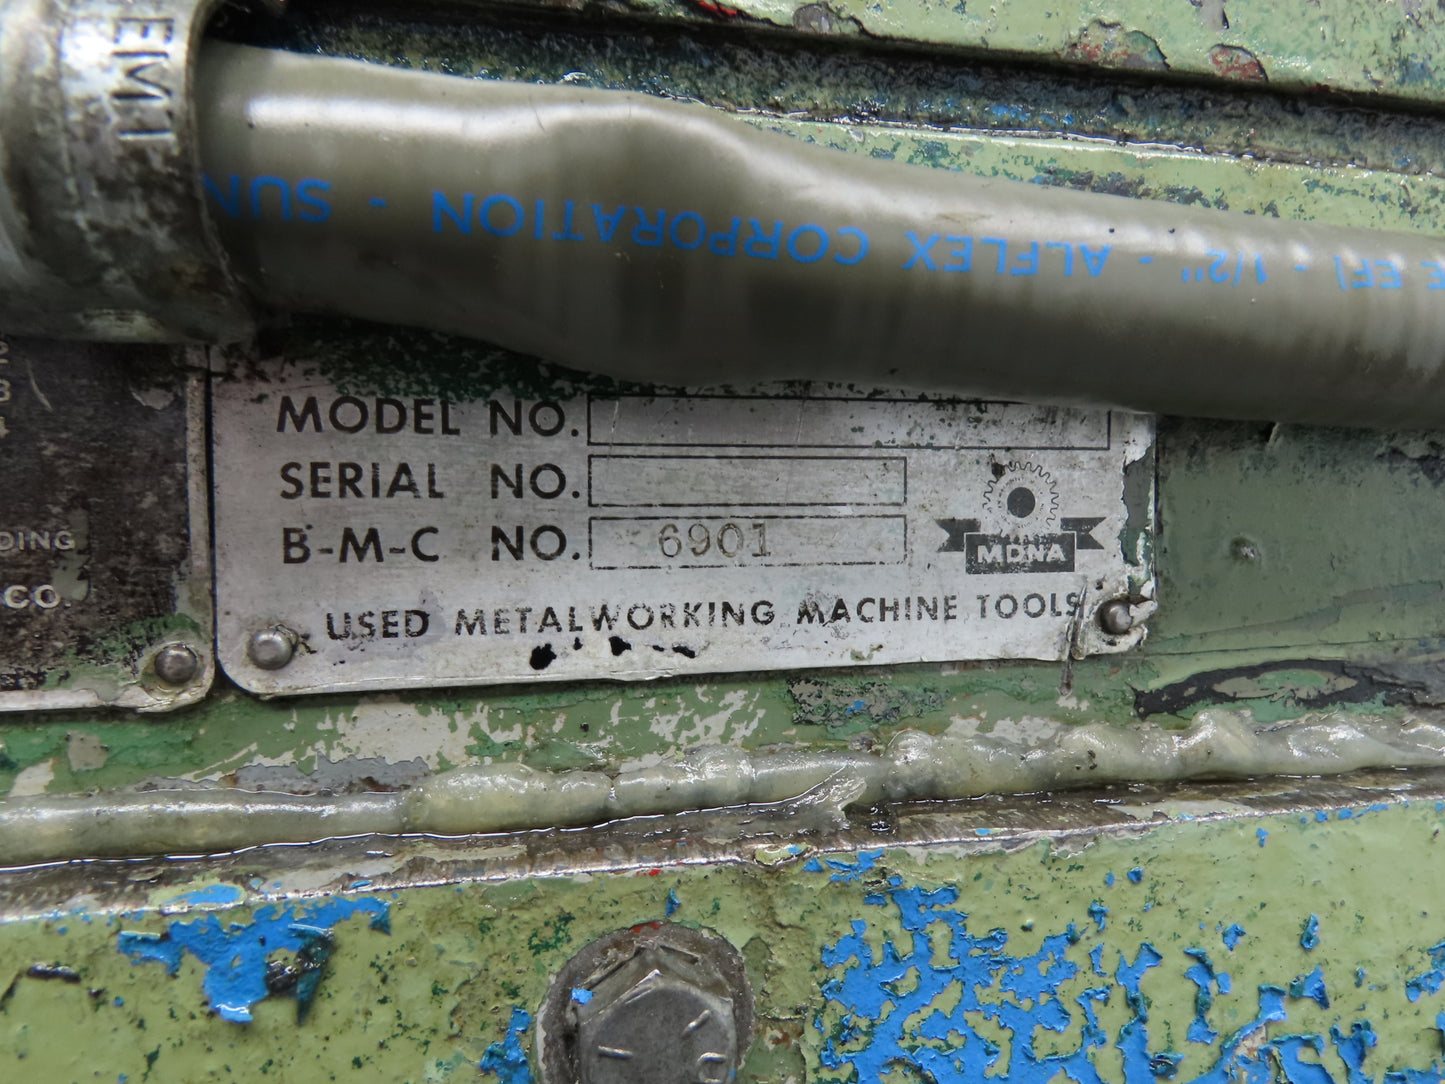 EMT
SUN - ALFLEX CORPORATION - 1/2" - EFI
MODEL NO.
SERIAL NO.
B-M-C NO. 6901
MDNA
USED METALWORKING MACHINE TOOLS
DING
CO.